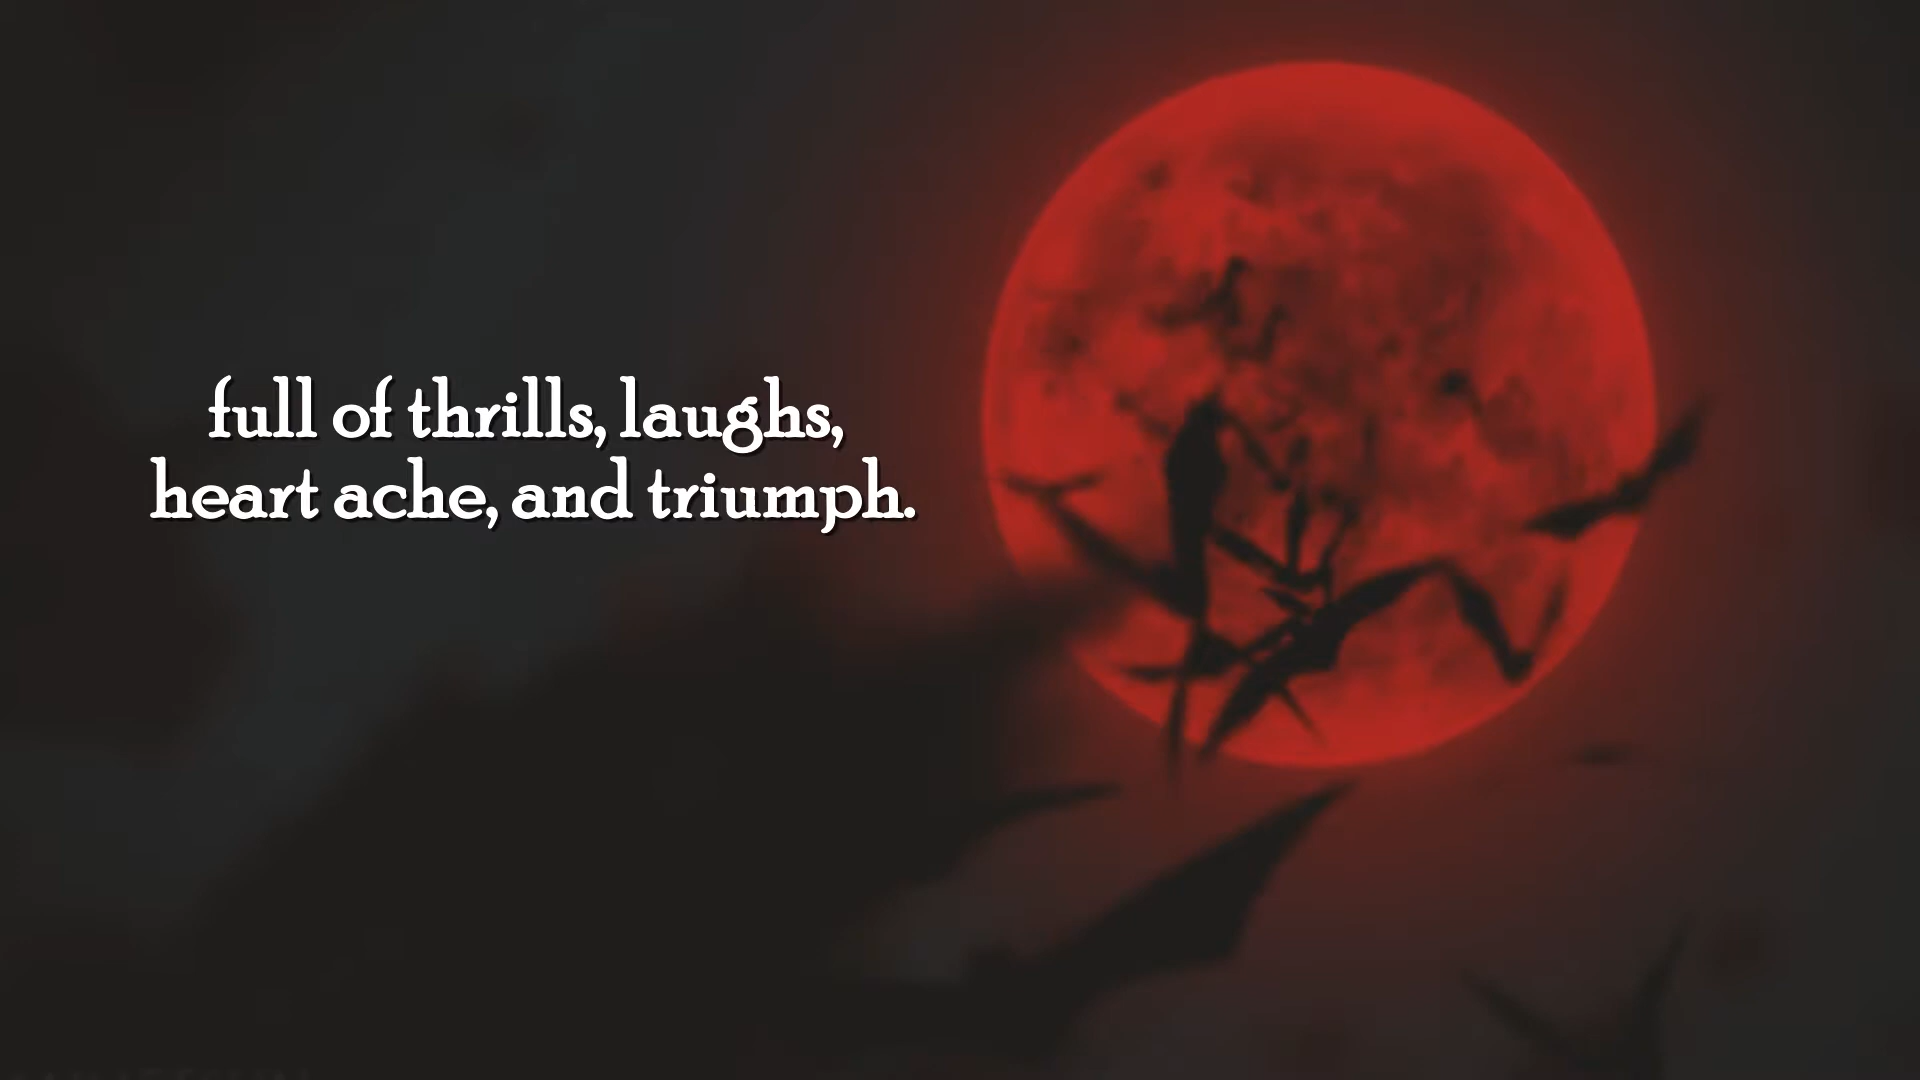 full of thrills, laughs,
heart ache, and triumph.